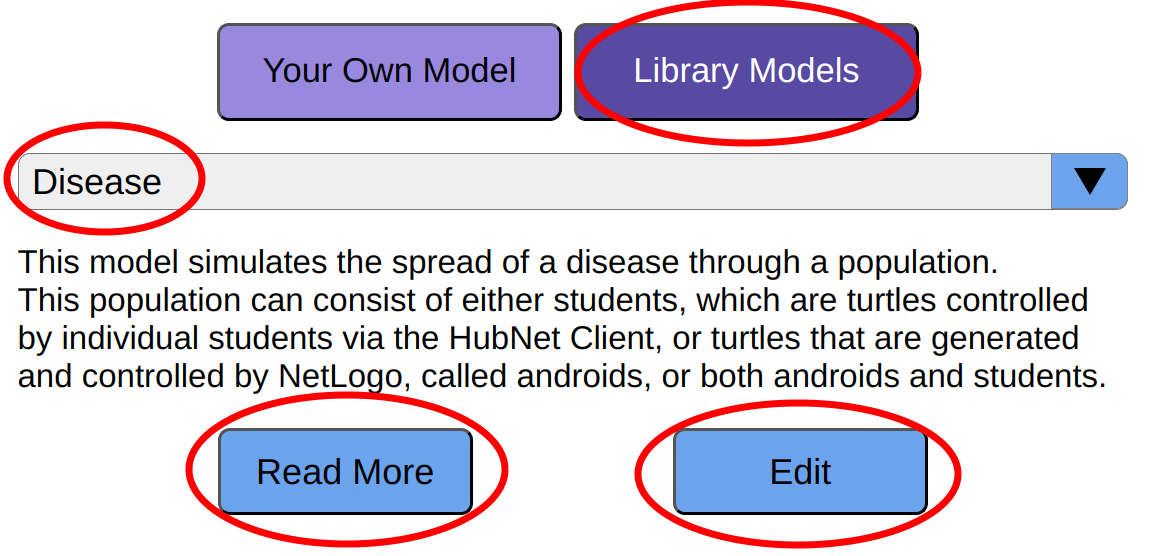 Your Own Model Library Models
Disease
This model simulates the spread of a disease through a population.
This population can consist of either students, which are turtles controlled
by individual students via the HubNet Client, or turtles that are generated
and controlled by NetLogo, called androids, or both androids and students.
Read More Edit